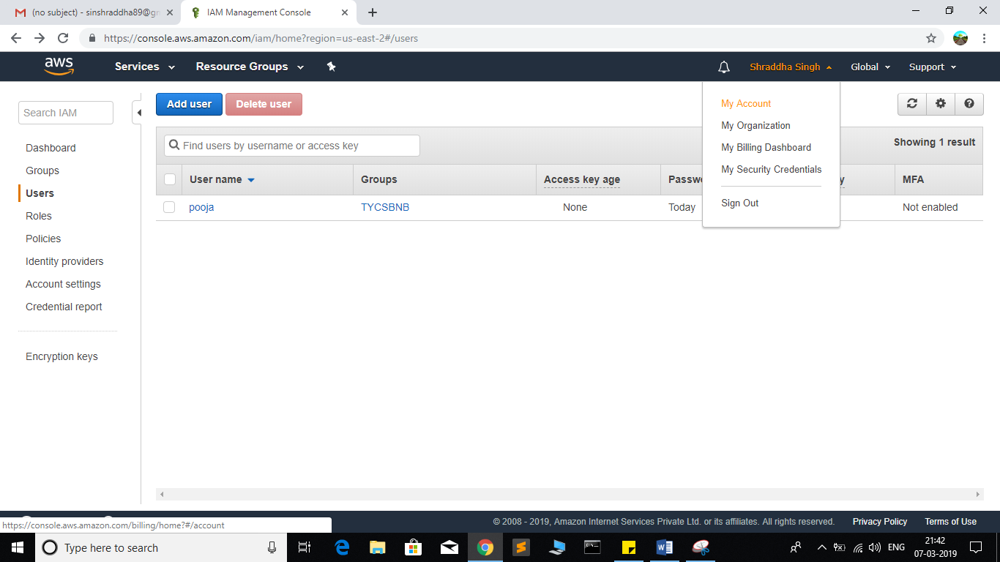 (no subject) - sinshraddha89@gm
IAM Management Console
https://console.aws.amazon.com/iam/home?region=us-east-2#/users
aws
Services
Resource Groups
Shraddha Singh
Global
Support
Search IAM
Dashboard
Groups
Users
Roles
Policies
Identity providers
Account settings
Credential report
Encryption keys
Add user
Delete user
My Account
My Organization
My Billing Dashboard
My Security Credentials
Sign Out
Find users by username or access key
Showing 1 result
User name Groups Access key age Passw y MFA
pooja TYCSBNB None Today Not enabled
https://console.aws.amazon.com/billing/home?#/account
© 2008 - 2019, Amazon Internet Services Private Ltd. or its affiliates. All rights reserved. Privacy Policy Terms of Use
Type here to search
ENG
21:42
07-03-2019